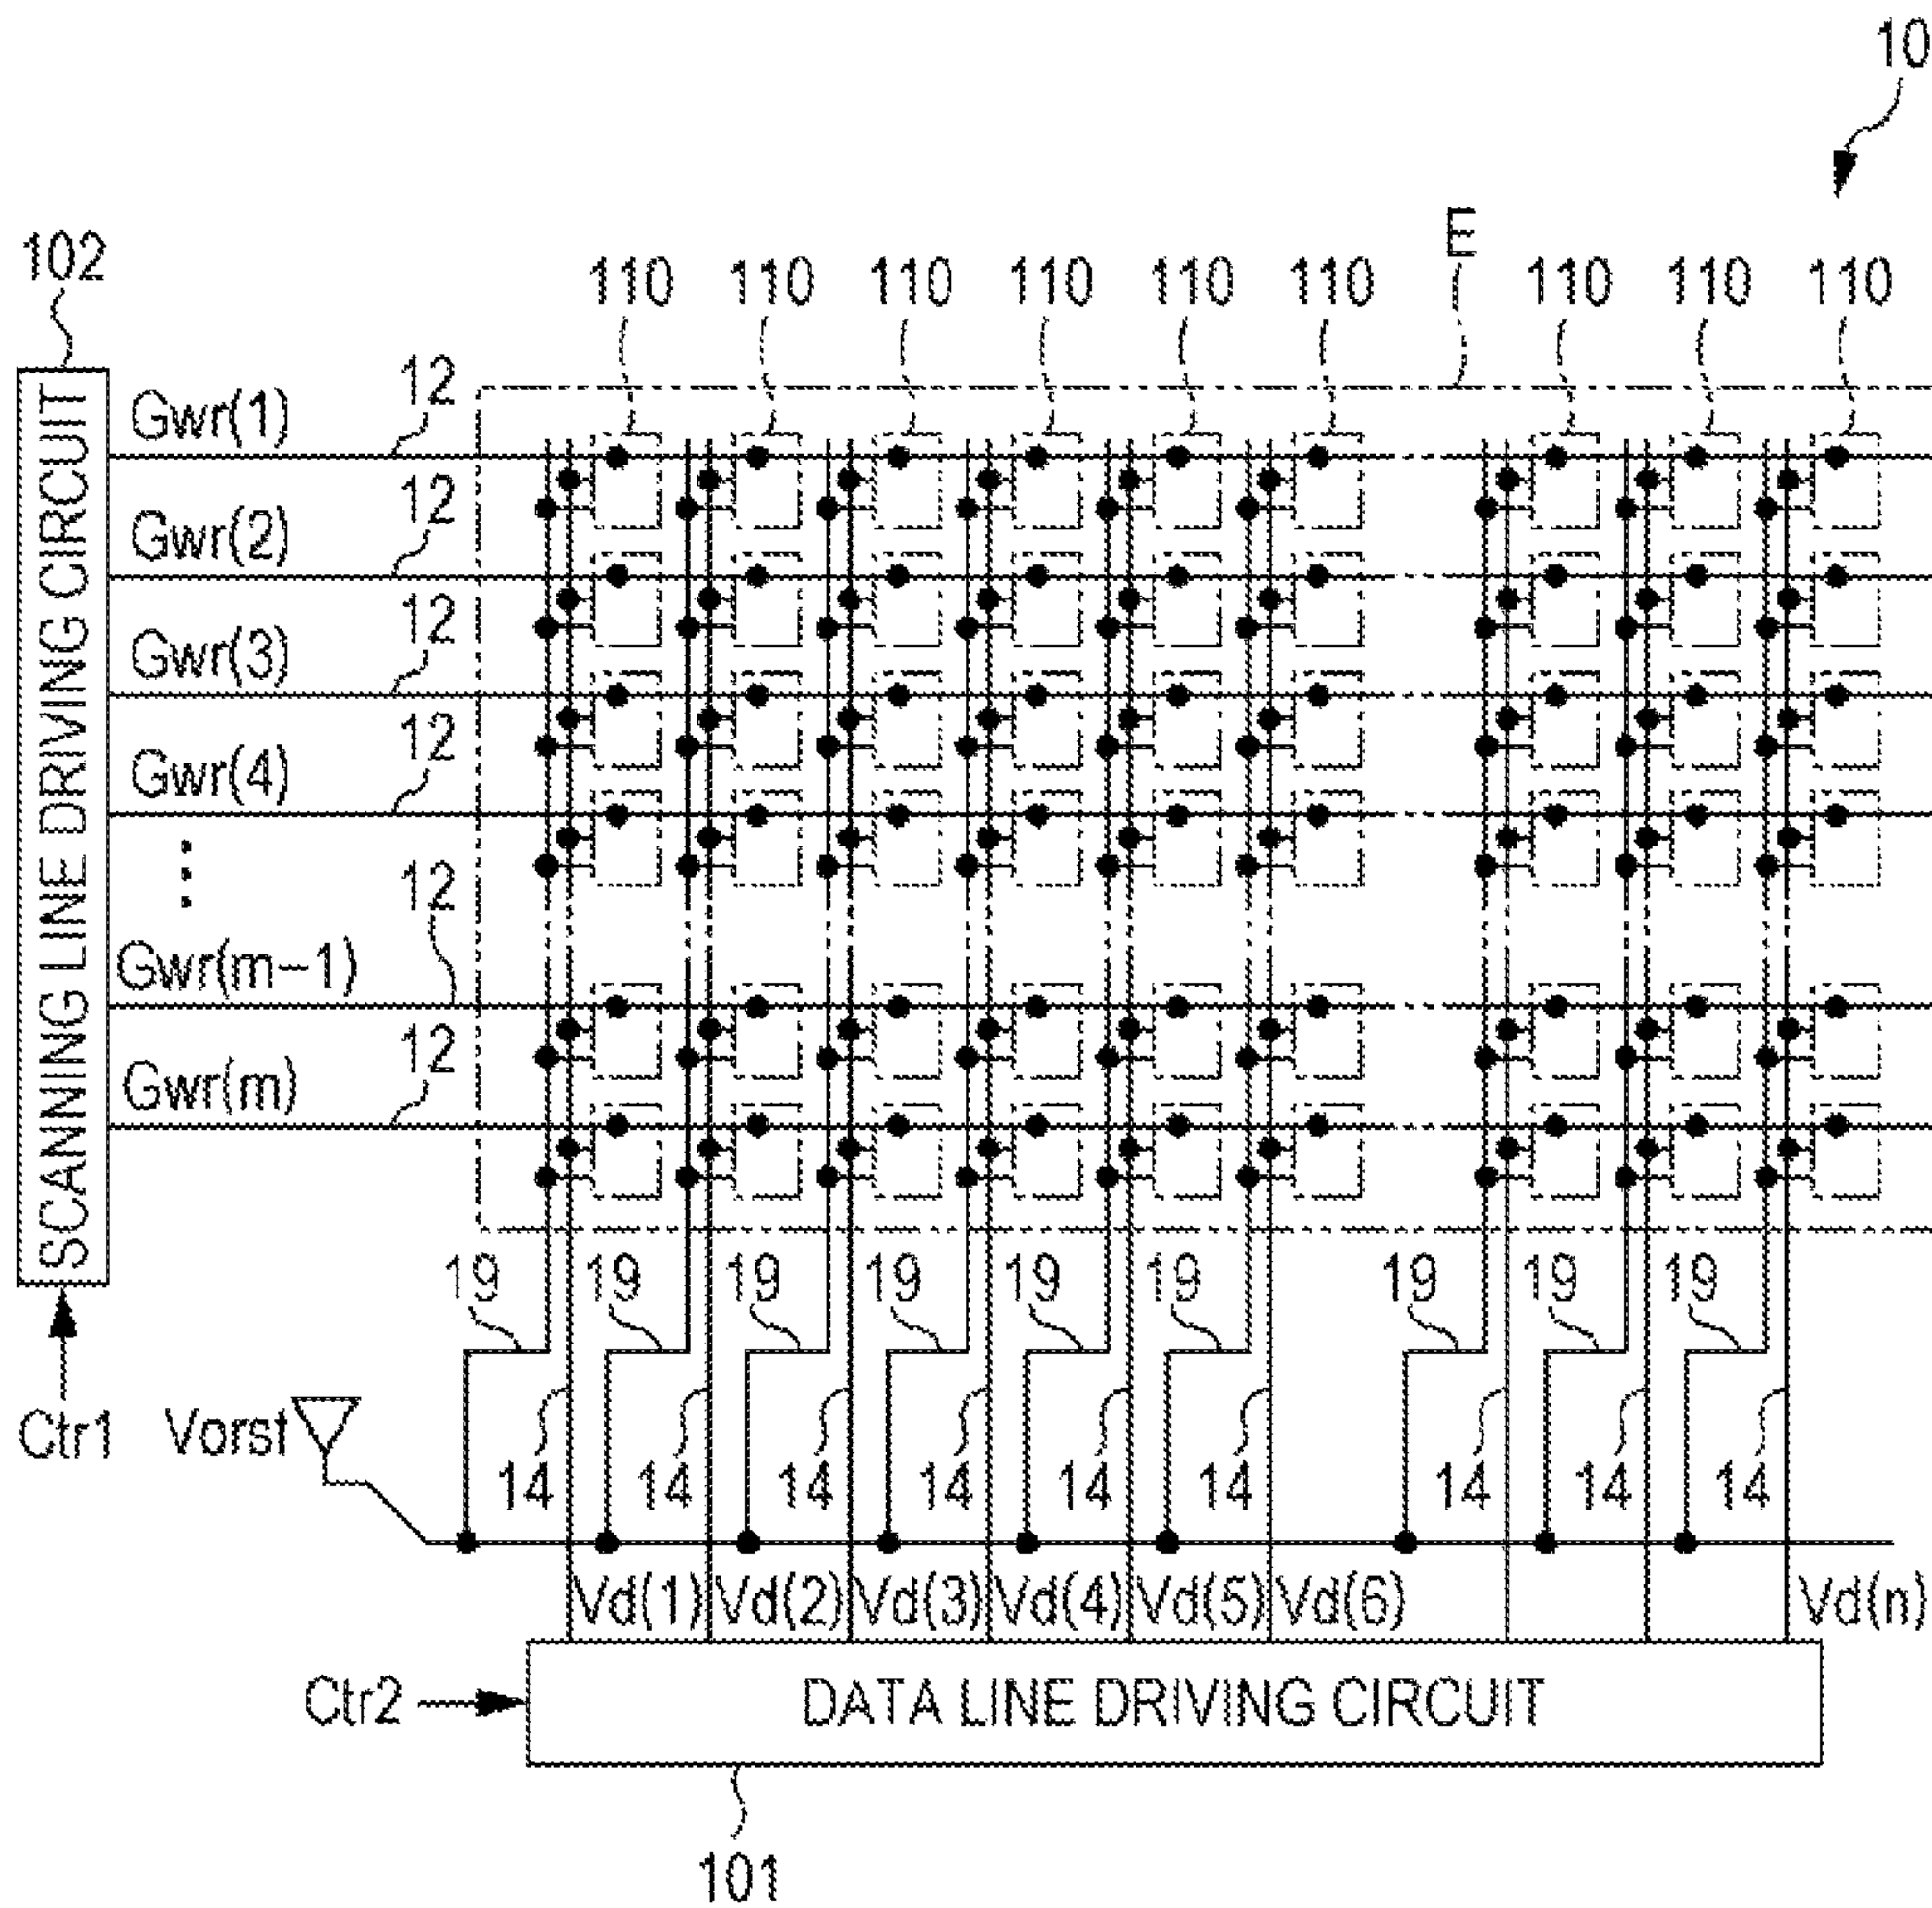 10
E
102
110 110 110 110 110 110 110 110 110
SCANNING LINE DRIVING CIRCUIT
Gwr(1) 12
Gwr(2) 12
Gwr(3) 12
Gwr(4) 12
Gwr(m-1) 12
Gwr(m) 12
19 19 19 19 19 19 19 19 19
Ctr1 Vorst
14 14 14 14 14 14 14 14 14
Vd(1) Vd(2) Vd(3) Vd(4) Vd(5) Vd(6) Vd(n)
Ctr2 DATA LINE DRIVING CIRCUIT
101